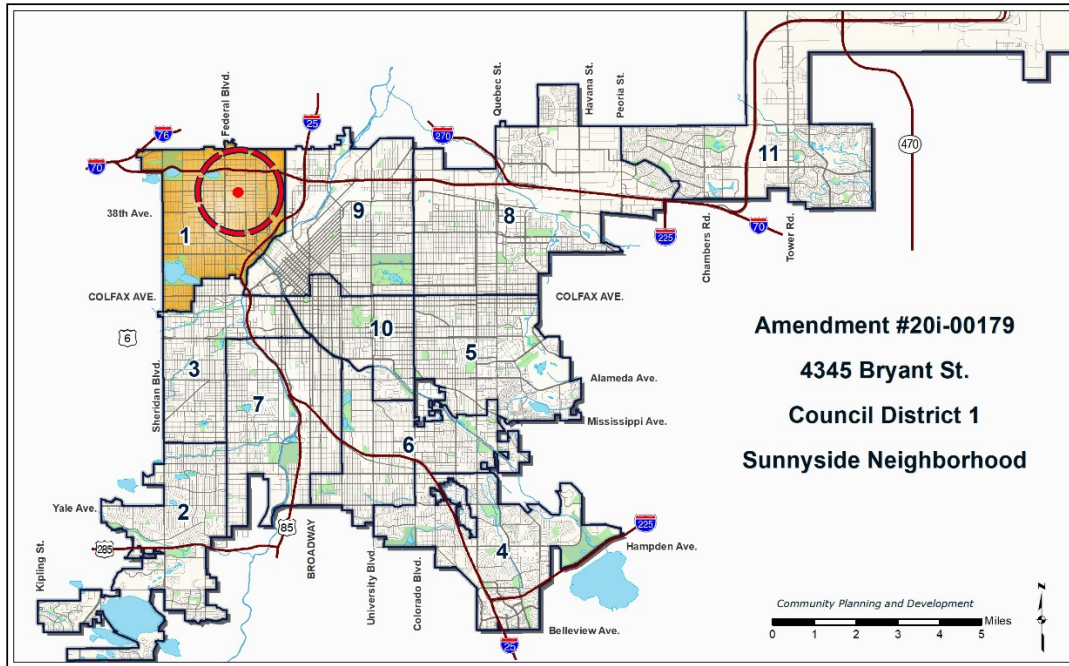 Quebec St.
Havana St.
Peoria St.
Federal Blvd.
76
25
270
470
70
11
38th Ave.
9
8
1
225
Chambers Rd.
70
Tower Rd.
COLFAX AVE.
COLFAX AVE.
6
10
5
3
Sheridan Blvd.
7
Alameda Ave.
Mississippi Ave.
6
Amendment #20i-00179
4345 Bryant St.
Council District 1
Sunnyside Neighborhood
Yale Ave.
2
85
BROADWAY
285
Kipling St.
University Blvd.
Colorado Blvd.
4
225
Hampden Ave.
25
Belleview Ave.
Community Planning and Development
Miles
0 1 2 3 4 5